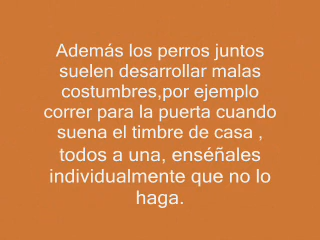 Además los perros juntos
suelen desarrollar malas
costumbres,por ejemplo
correr para la puerta cuando
suena el timbre de casa ,
todos a una, enséñales
individualmente que no lo
haga.